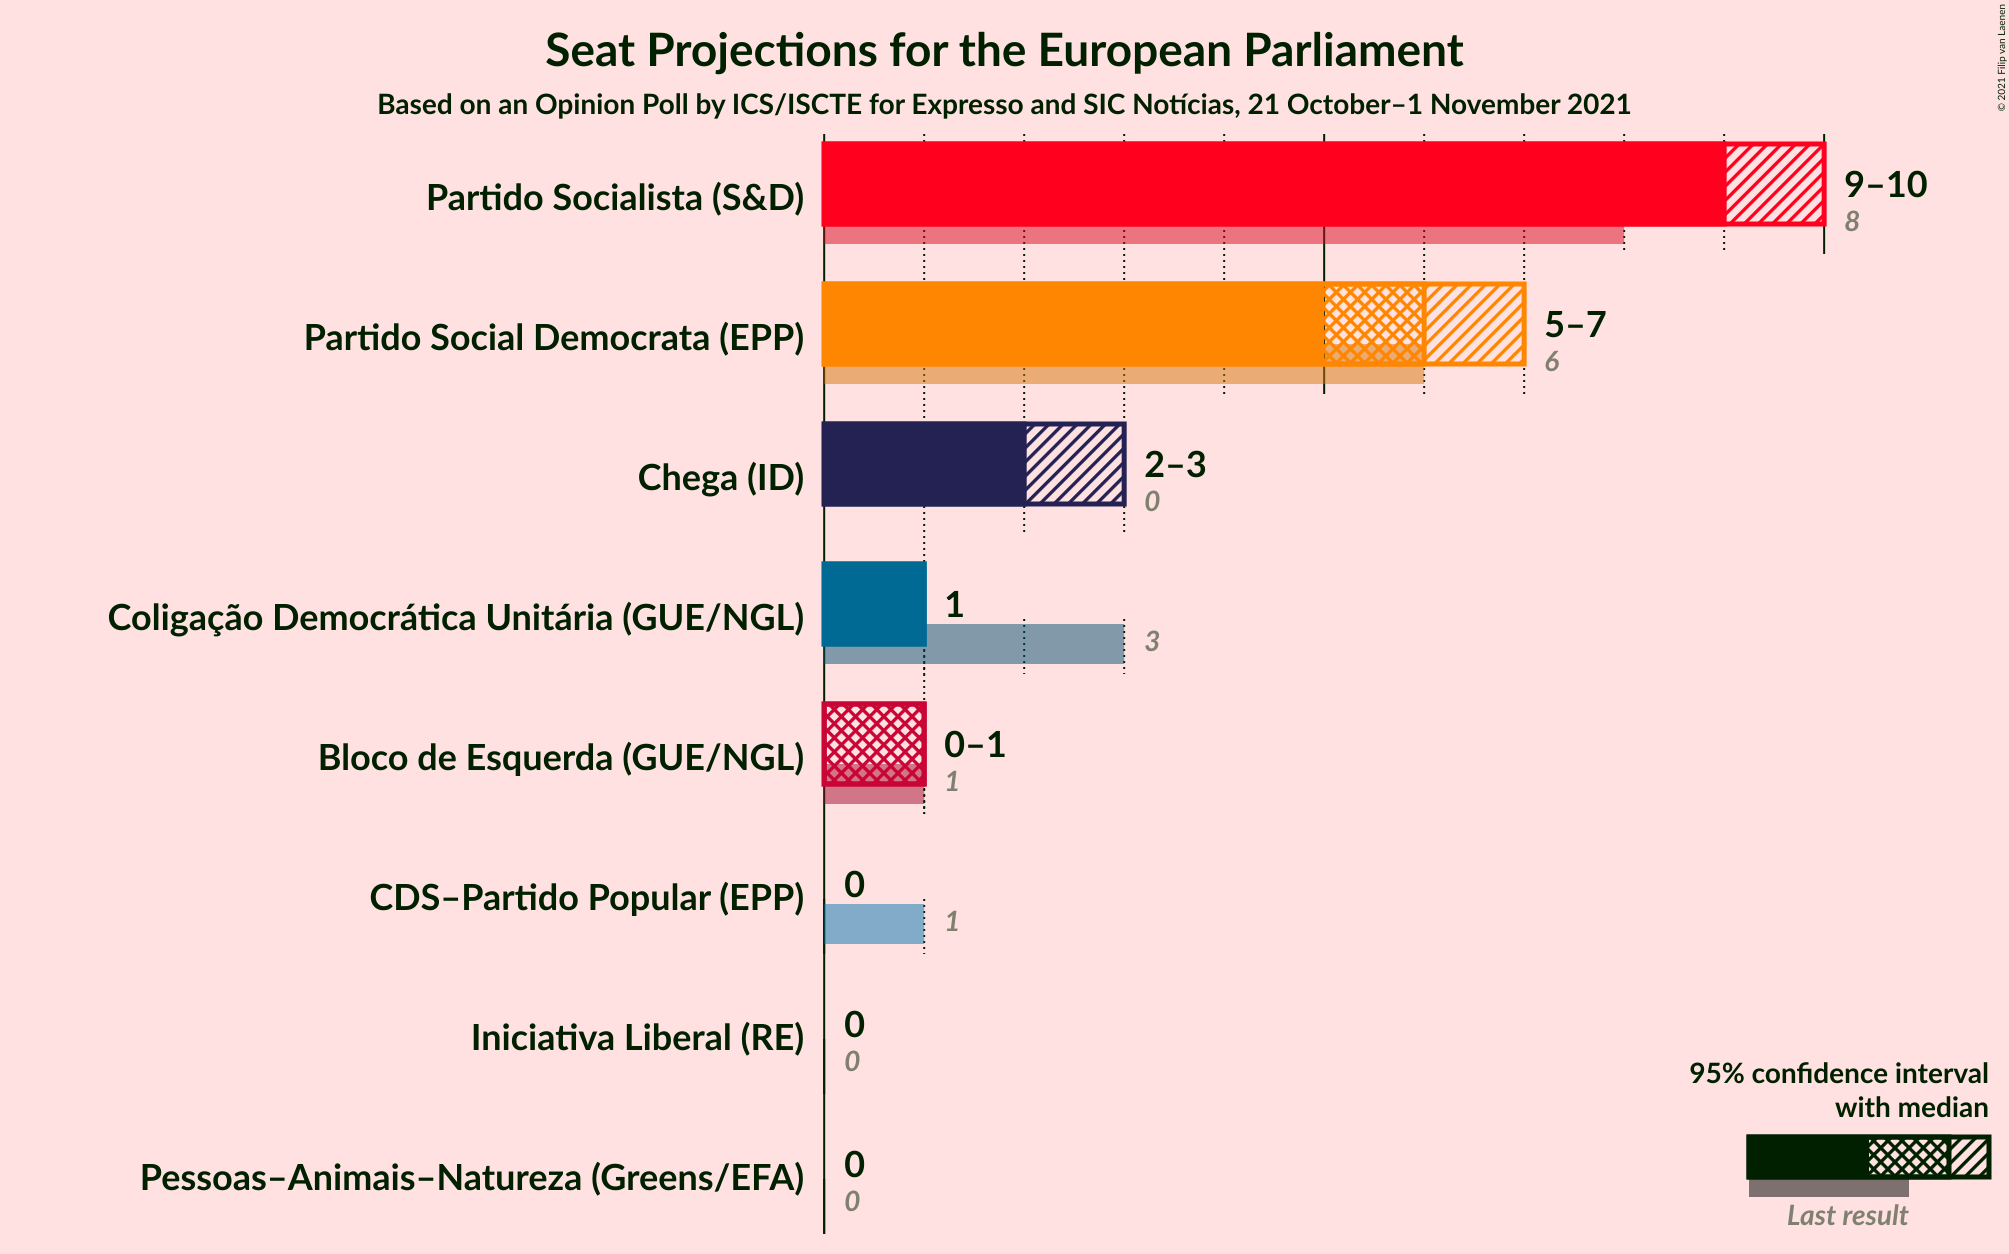 Seat Projections for the European Parliament
Based on an Opinion Poll by ICS/ISCTE for Expresso and SIC Notícias, 21 October–1 November 2021
© 2021 Filip van Laenen
Partido Socialista (S&D)
9–10
8
Partido Social Democrata (EPP)
5–7
6
Chega (ID)
2–3
0
Coligação Democrática Unitária (GUE/NGL)
1
3
Bloco de Esquerda (GUE/NGL)
0–1
1
CDS–Partido Popular (EPP)
0
1
Iniciativa Liberal (RE)
0
0
Pessoas–Animais–Natureza (Greens/EFA)
0
0
95% confidence interval
with median
Last result